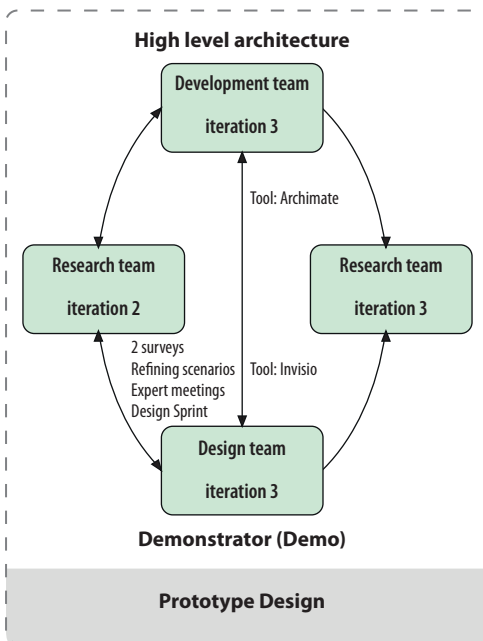 High level architecture
Development team
iteration 3
Tool: Archimate
Research team
iteration 2
Research team
iteration 3
2 surveys
Refining scenarios
Expert meetings
Design Sprint
Tool: Invisio
Design team
iteration 3
Demonstrator (Demo)
Prototype Design